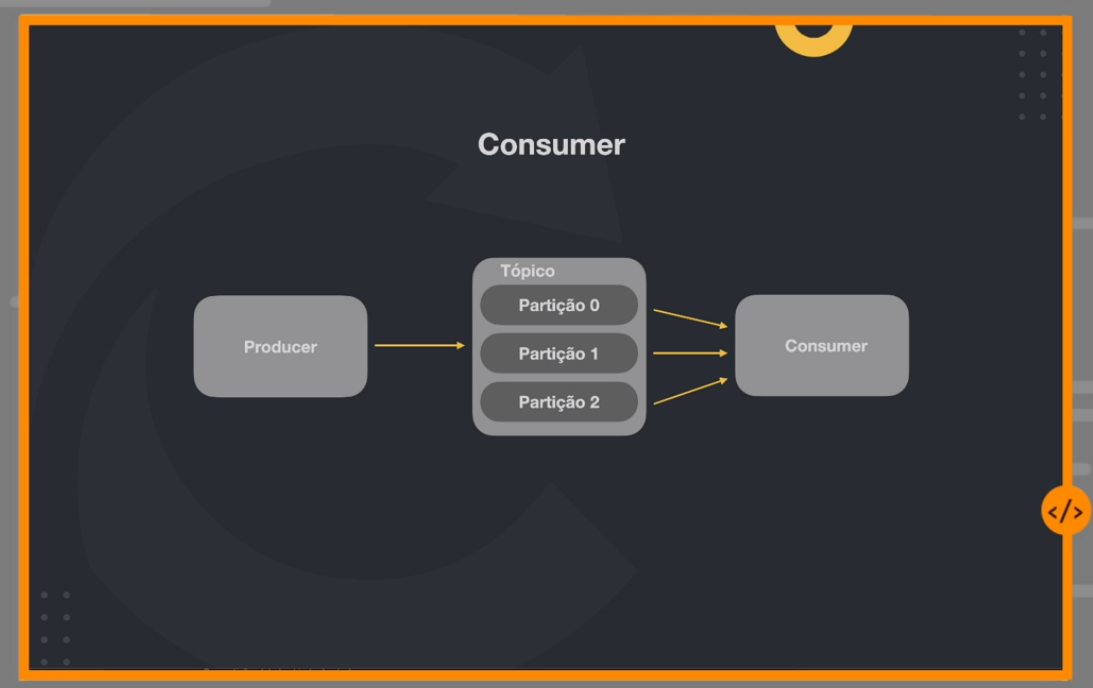 Consumer
Tópico
Partição 0
Producer
Partição 1
Consumer
Partição 2
</>